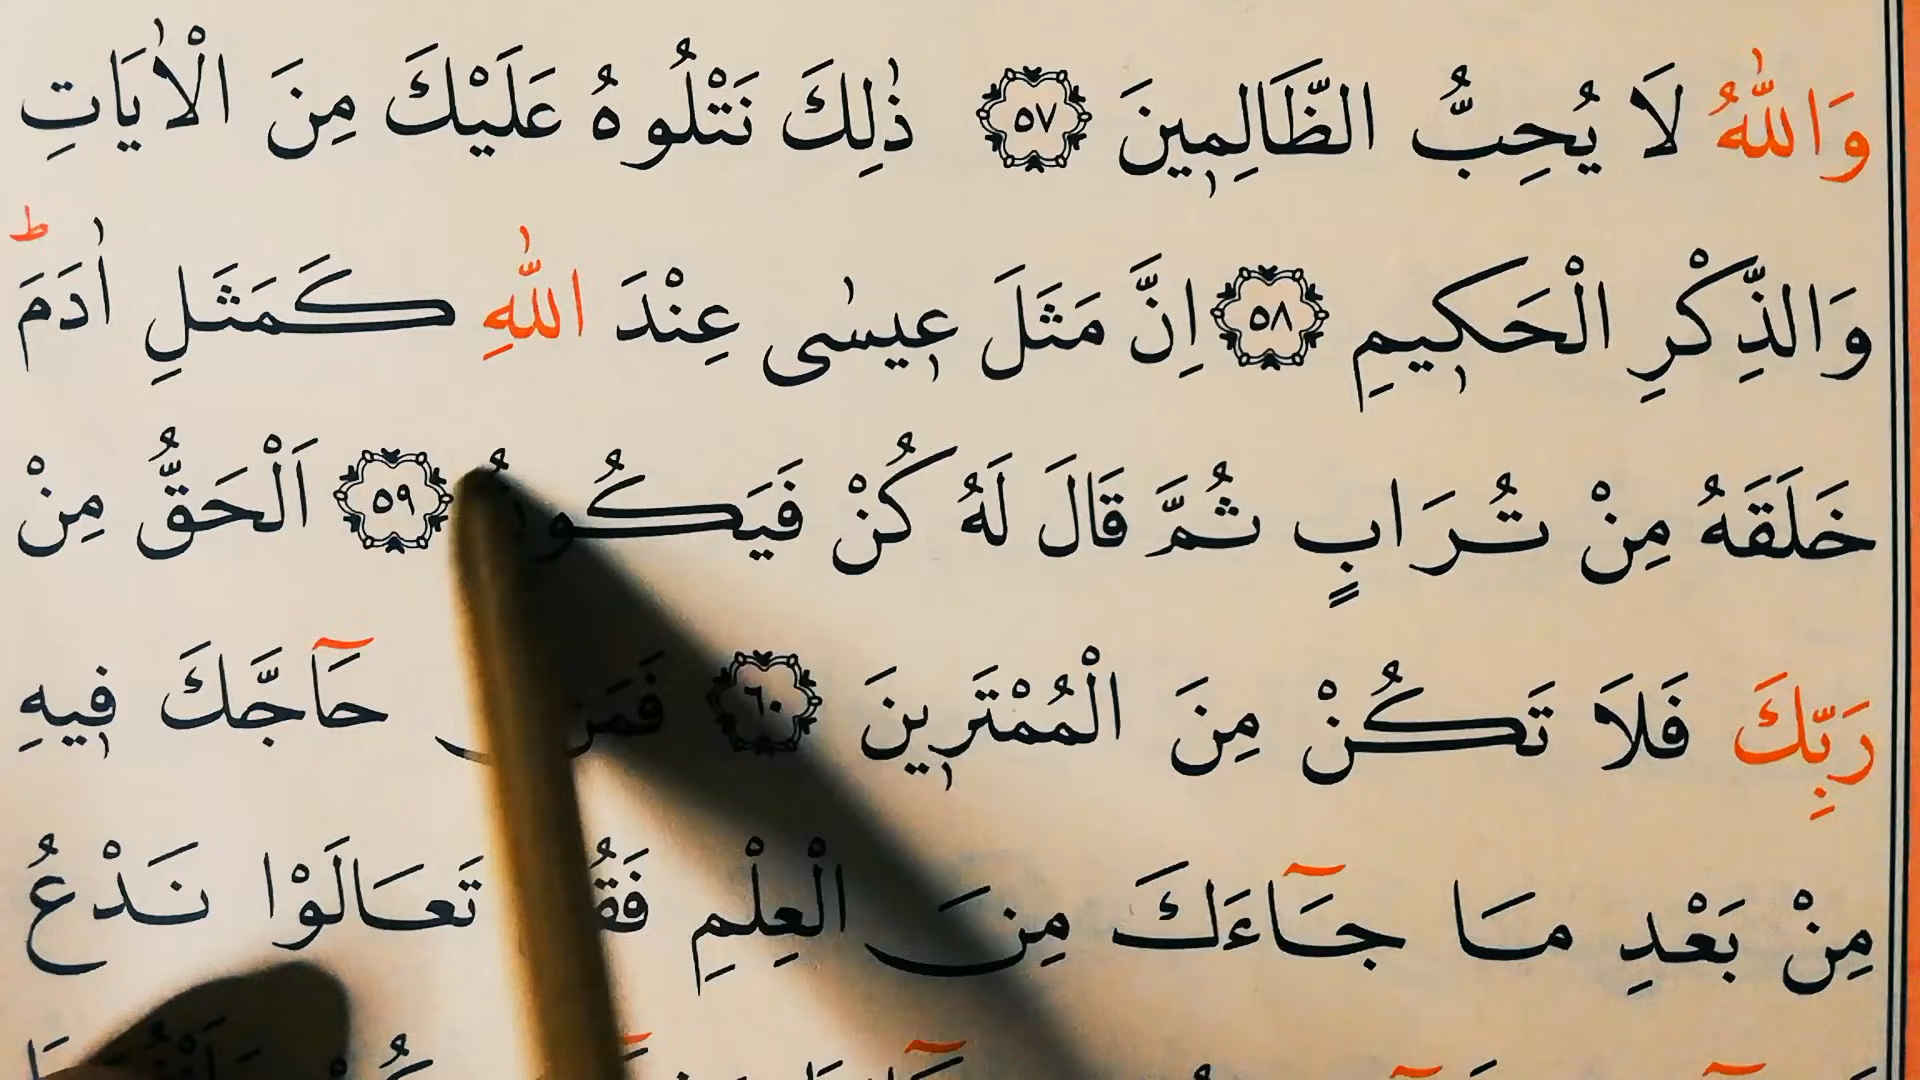 وَاللّٰهُ لَا يُحِبُّ الظَّالِم۪ينَ ﴿٥٧﴾ ذٰلِكَ نَتْلُوهُ عَلَيْكَ مِنَ الْاٰيَاتِ
وَالذِّكْرِ الْحَك۪يمِ ﴿٥٨﴾ اِنَّ مَثَلَ ع۪يسٰى عِنْدَ اللّٰهِ كَمَثَلِ اٰدَمَۜ ط
خَلَقَهُ مِنْ تُرَابٍ ثُمَّ قَالَ لَهُ كُنْ فَيَكُونُ ﴿٥٩﴾ اَلْحَقُّ مِنْ
رَبِّكَ فَلَا تَكُنْ مِنَ الْمُمْتَر۪ينَ ﴿٦٠﴾ فَمَنْ حَٓاجَّكَ ف۪يهِ
مِنْ بَعْدِ مَا جَٓاءَكَ مِنَ الْعِلْمِ فَقُلْ تَعَالَوْا نَدْعُ